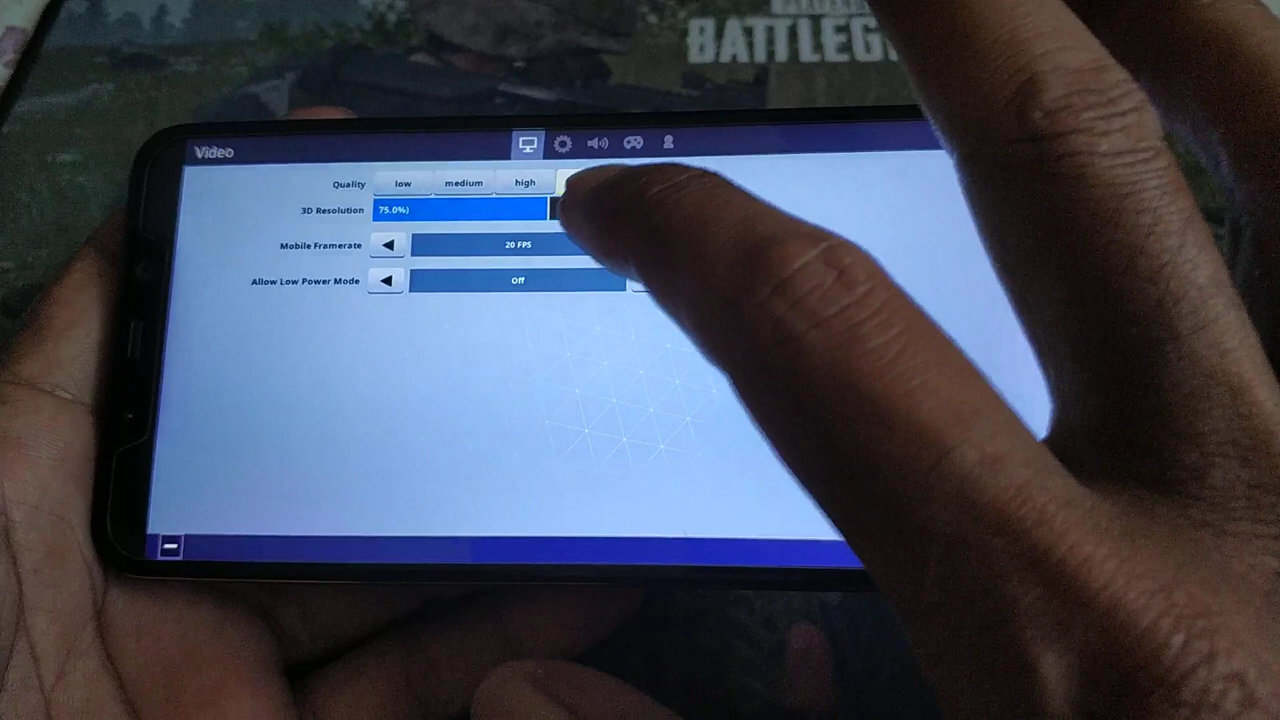 BATTLEG
Video
Quality low medium high
3D Resolution 75.0%)
Mobile Framerate 20 FPS
Allow Low Power Mode Off